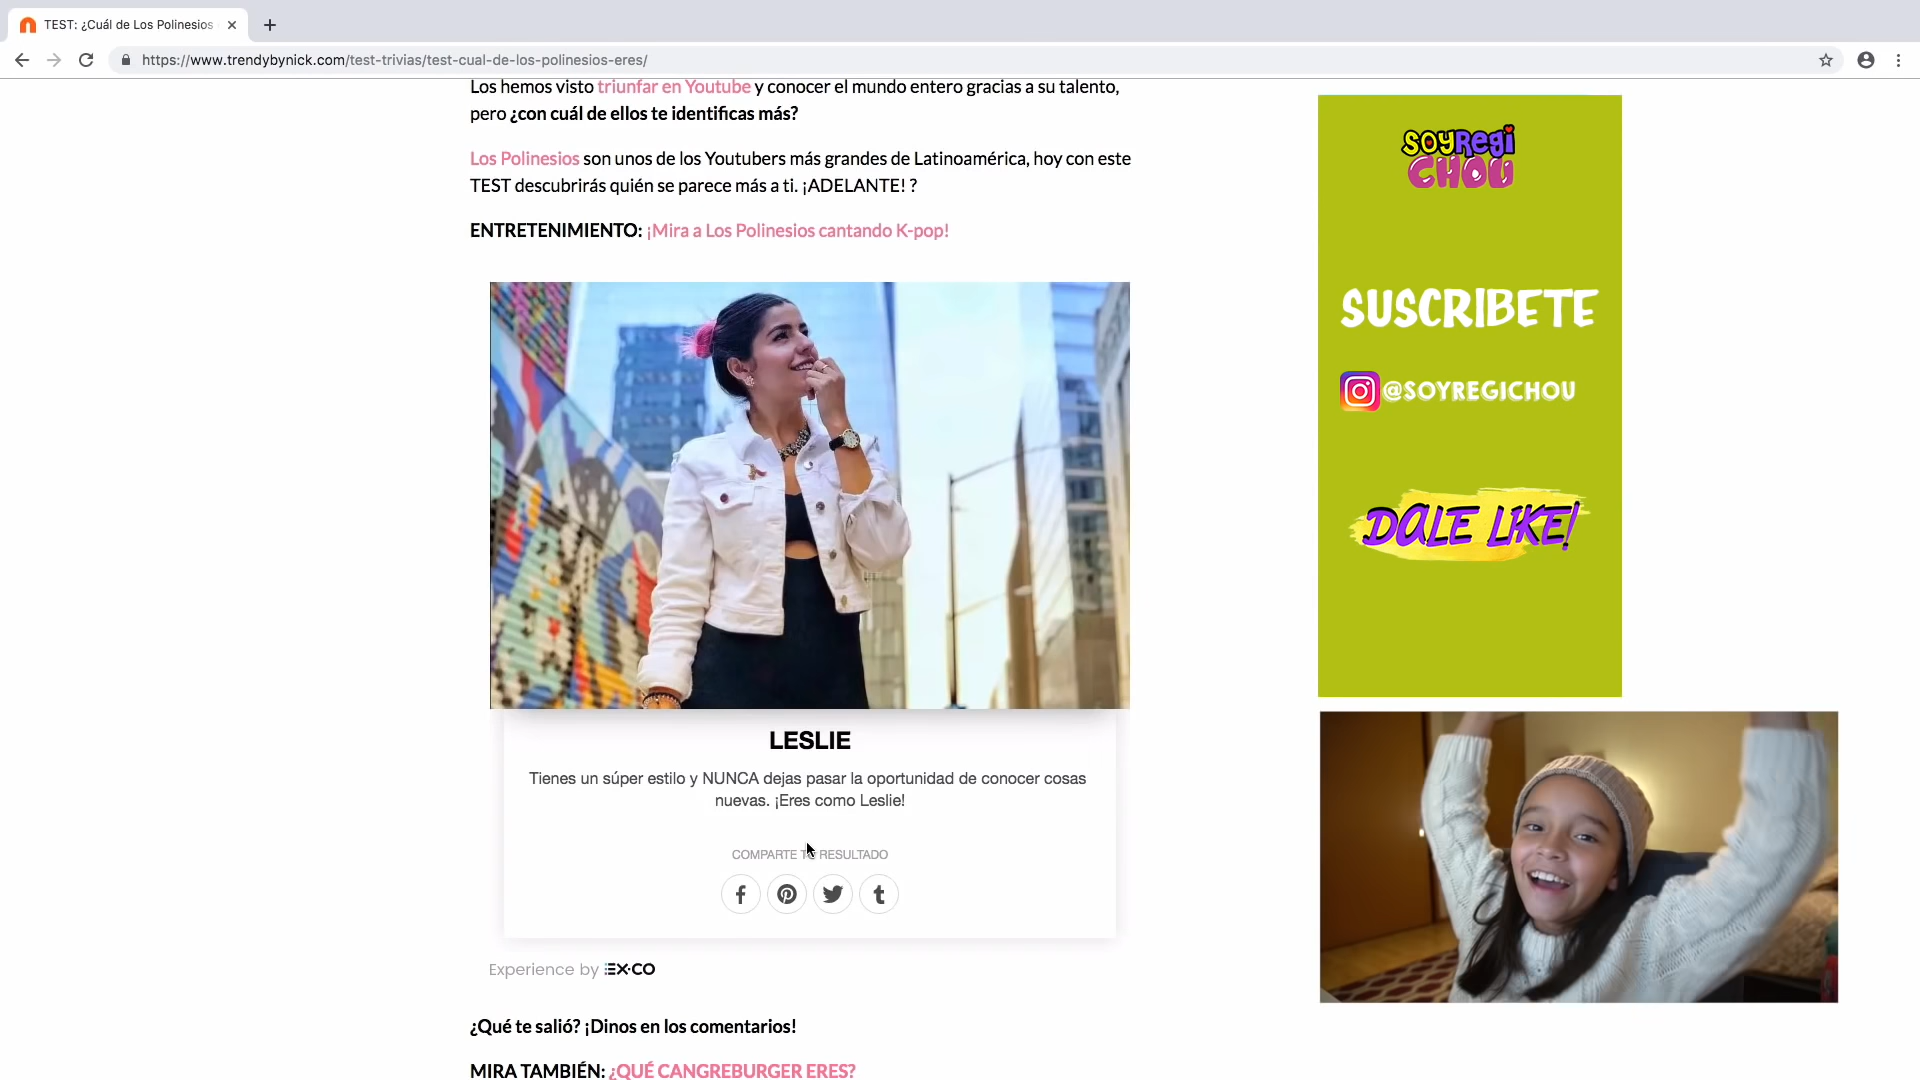 TEST: ¿Cuál de Los Polinesios
https://www.trendybynick.com/test-trivias/test-cual-de-los-polinesios-eres/
Los hemos visto triunfar en Youtube y conocer el mundo entero gracias a su talento,
pero ¿con cuál de ellos te identificas más?
Los Polinesios son unos de los Youtubers más grandes de Latinoamérica, hoy con este
TEST descubrirás quién se parece más a ti. ¡ADELANTE! ?
ENTRETENIMIENTO: ¡Mira a Los Polinesios cantando K-pop!
LESLIE
Tienes un súper estilo y NUNCA dejas pasar la oportunidad de conocer cosas
nuevas. ¡Eres como Leslie!
COMPARTE TU RESULTADO
Experience by EX.CO
¿Qué te salió? ¡Dinos en los comentarios!
MIRA TAMBIÉN: ¿QUÉ CANGREBURGER ERES?
SOYRegi
CHOU
SUSCRIBETE
@SOYREGICHOU
DALE LIKE!